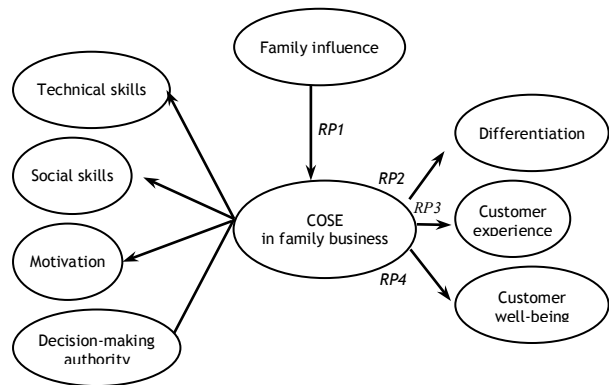 Family influence
Technical skills
RP1
Differentiation
Social skills
RP2
RP3
COSE
in family business
Customer
experience
Motivation
RP4
Decision-making
authority
Customer
well-being